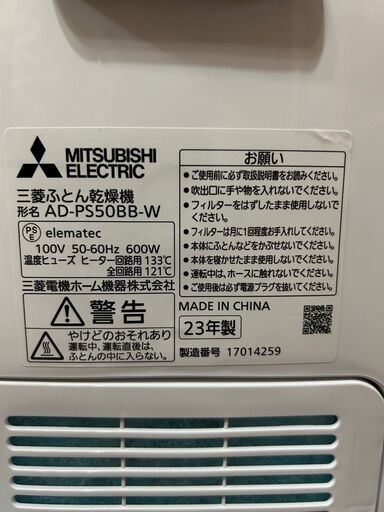 MITSUBISHI
ELECTRIC
三菱ふとん乾燥機
形名 AD-PS50BB-W
PS
E elematec
100V 50-60Hz 600W
温度ヒューズ ヒーター回路用 133℃
全回路用 121℃
三菱電機ホーム機器株式会社
警告
やけどのおそれあり
運転中、運転直後は、
ふとんの中に入らない。
お願い
●ご使用前に必ず取扱説明書をお読みください。
●吹出口に手や物を入れないでください。
●フィルターをはずしたまま使用しないで
ください。
●フィルターは月に1回程度お手入れしてください。
●本体にふとんなどをかぶせないでください。
●本体を寝かせたまま使用しないでください。
●運転中は、ホースに触れないでください。
●ご使用後は必ず電源プラグを抜いてください。
MADE IN CHINA
23年製
製造番号 17014259